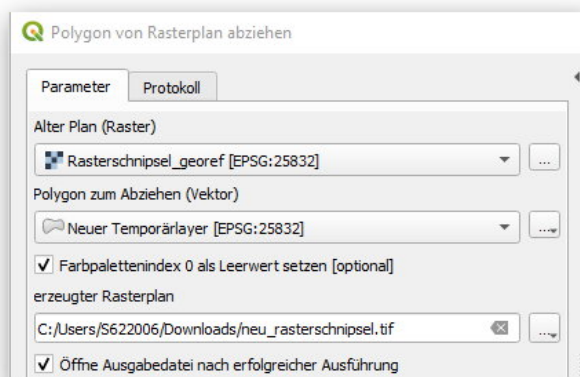 Polygon von Rasterplan abziehen
Parameter Protokoll
Alter Plan (Raster)
Rasterschnipsel_georef [EPSG:25832]
...
Polygon zum Abziehen (Vektor)
Neuer Temporärlayer [EPSG:25832]
...
Farbpalettenindex 0 als Leerwert setzen [optional]
erzeugter Rasterplan
C:/Users/S622006/Downloads/neu_rasterschnipsel.tif
...
Öffne Ausgabedatei nach erfolgreicher Ausführung